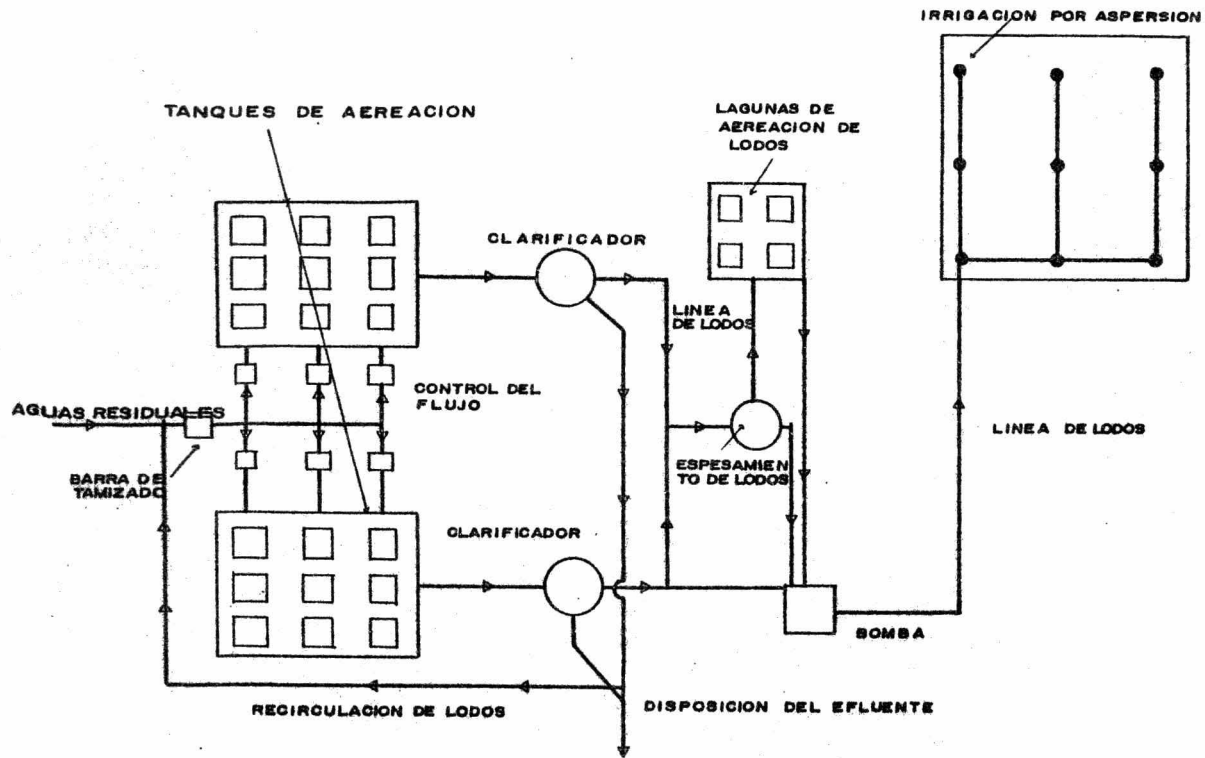 IRRIGACION POR ASPERSION
TANQUES DE AEREACION
LAGUNAS DE
AEREACION DE
LODOS
CLARIFICADOR
LINEA
DE LODOS
CONTROL DEL
FLUJO
AGUAS RESIDUALES
BARRA DE
TAMIZADO
ESPESAMIEN
TO DE LODOS
LINEA DE LODOS
CLARIFICADOR
BOMBA
RECIRCULACION DE LODOS
DISPOSICION DEL EFLUENTE